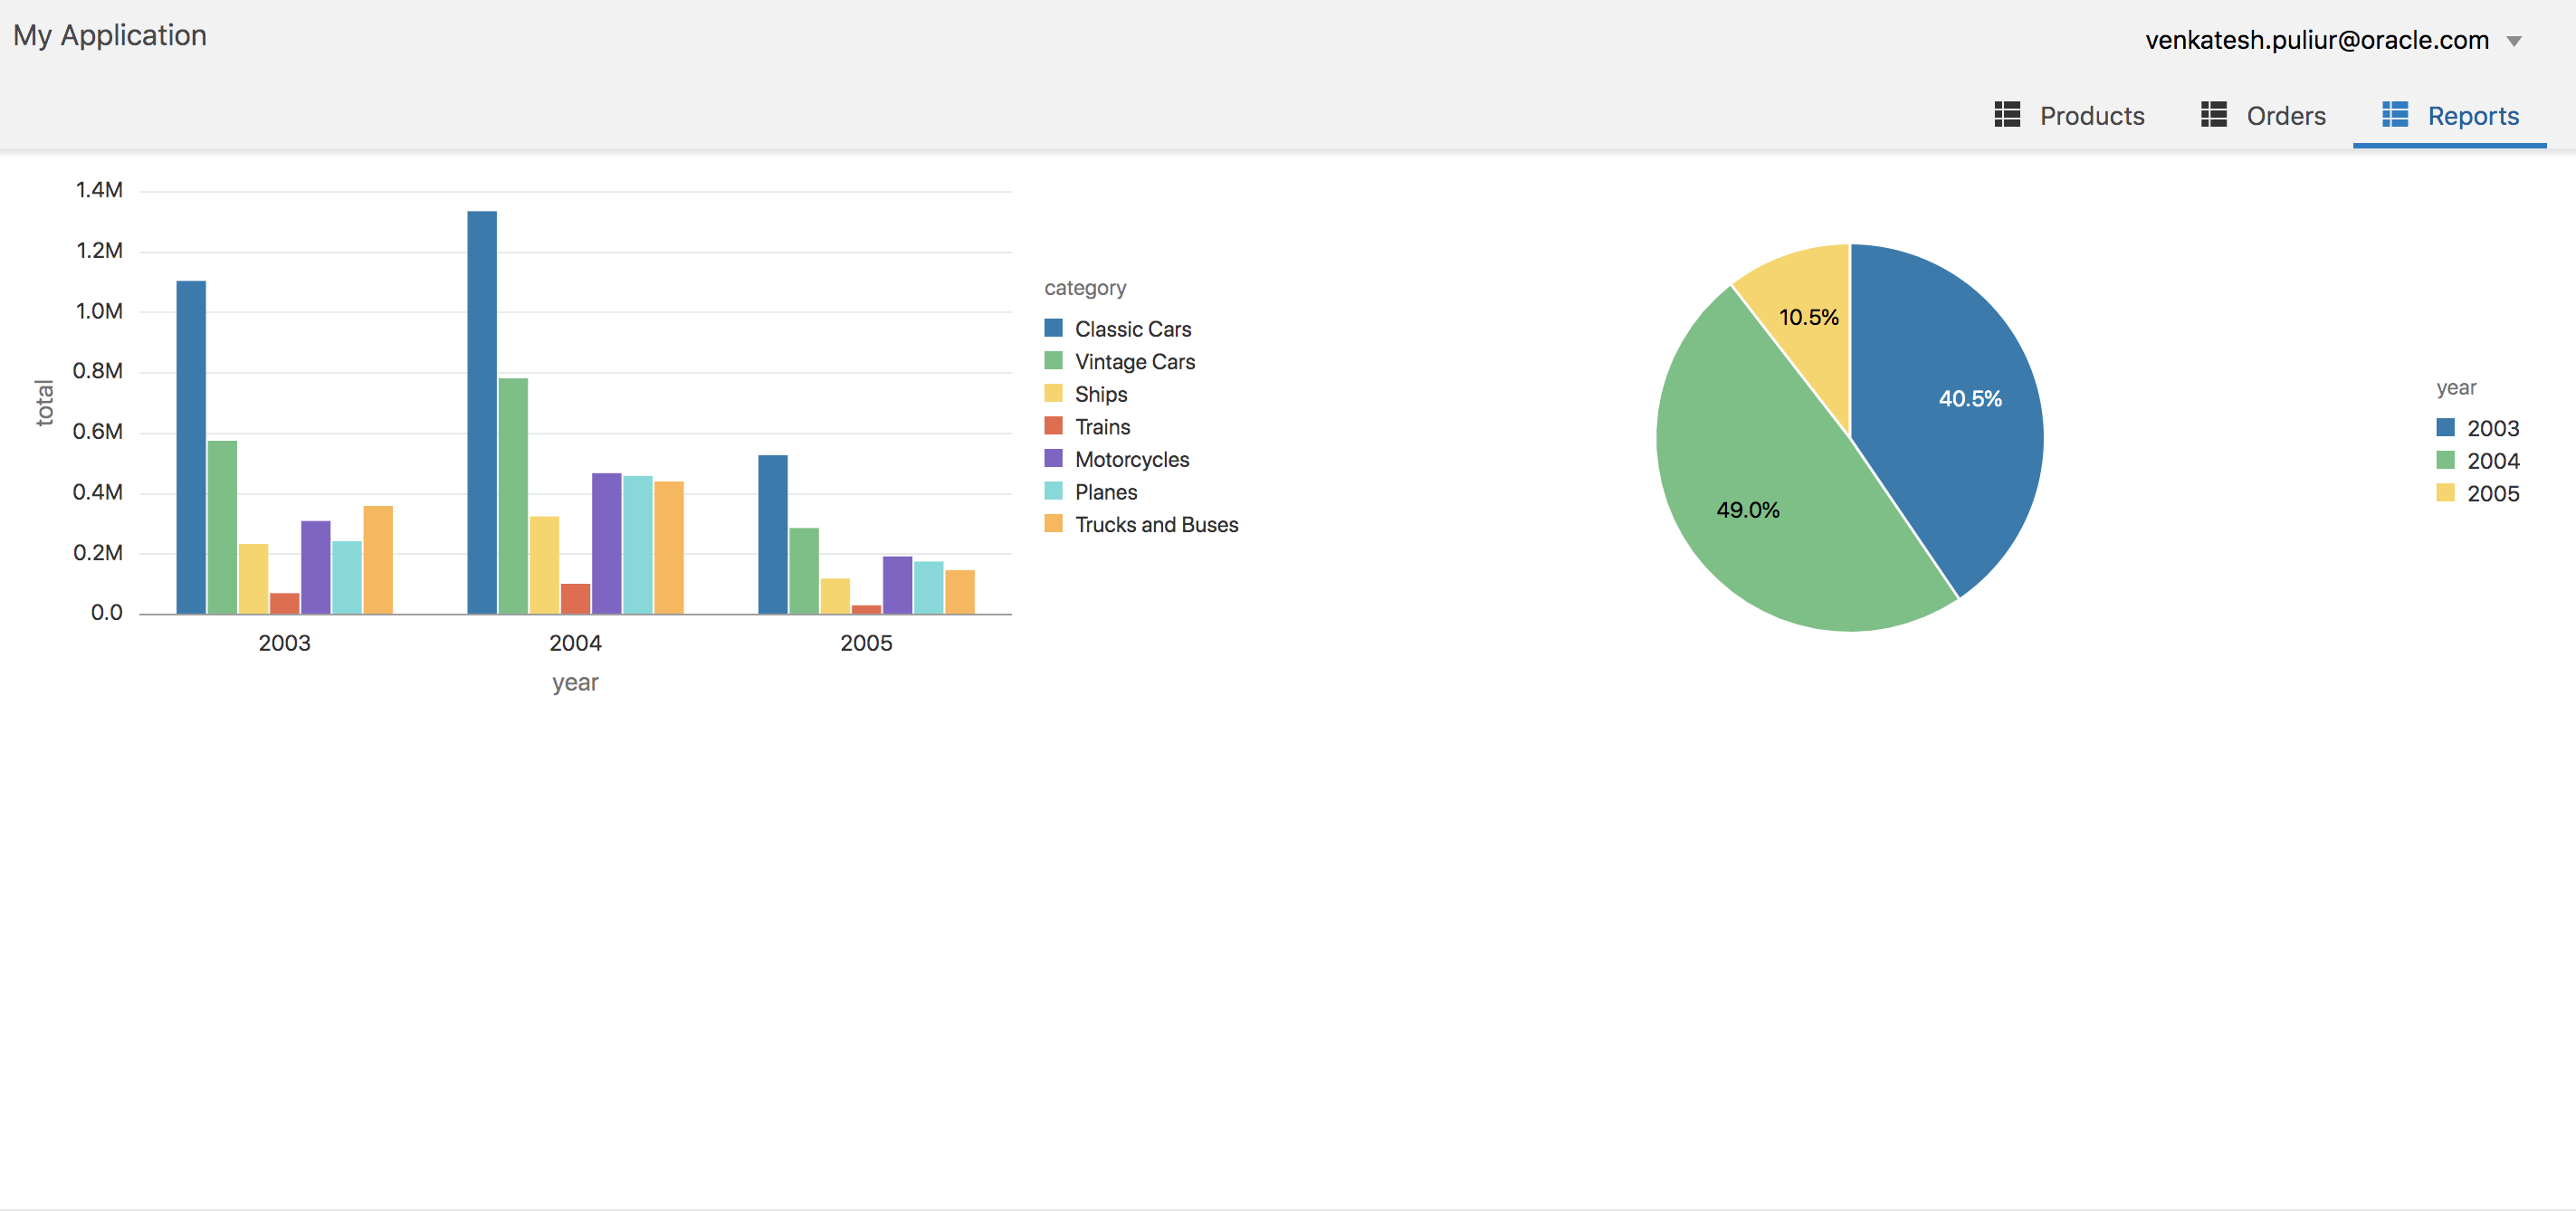 My Application
venkatesh.puliur@oracle.com
Products
Orders
Reports
1.4M
1.2M
1.0M
0.8M
0.6M
0.4M
0.2M
0.0
total
2003
2004
2005
year
category
Classic Cars
Vintage Cars
Ships
Trains
Motorcycles
Planes
Trucks and Buses
10.5%
40.5%
49.0%
year
2003
2004
2005